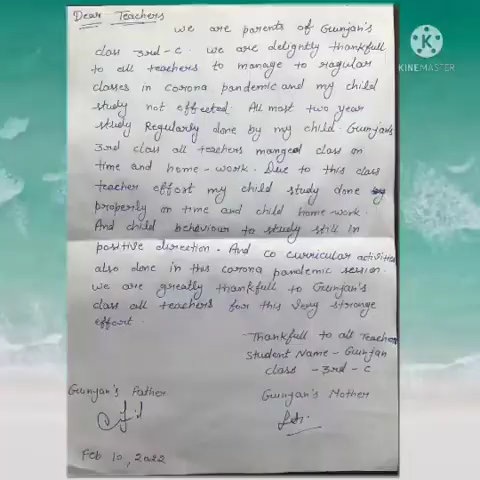 Dear Teachers
We are parents of Gunjan's
class 3rd-c. we are delightly thankfull
to all teachers to manage to ragular
classes in corona pandemic and my child
study not effected. All most two year
study Regularly done by my child. Gunjan's
3rd class all teachers manged class on
time and home-work. Due to this class
teacher effort my child study done by
properly on time and child home-work.
And child behaviour to study still in
positive direction. And co curricular activities
also done in this corona pandemic session.
we are greatly thankfull to Gunjan's
class all teachers for this very strange
effort.
Thankfull to all Teachers
Student Name - Gunjan
class - 3rd - c
Gunjan's Father
Gunjan's Mother
Feb 10, 2022
KINEMASTER